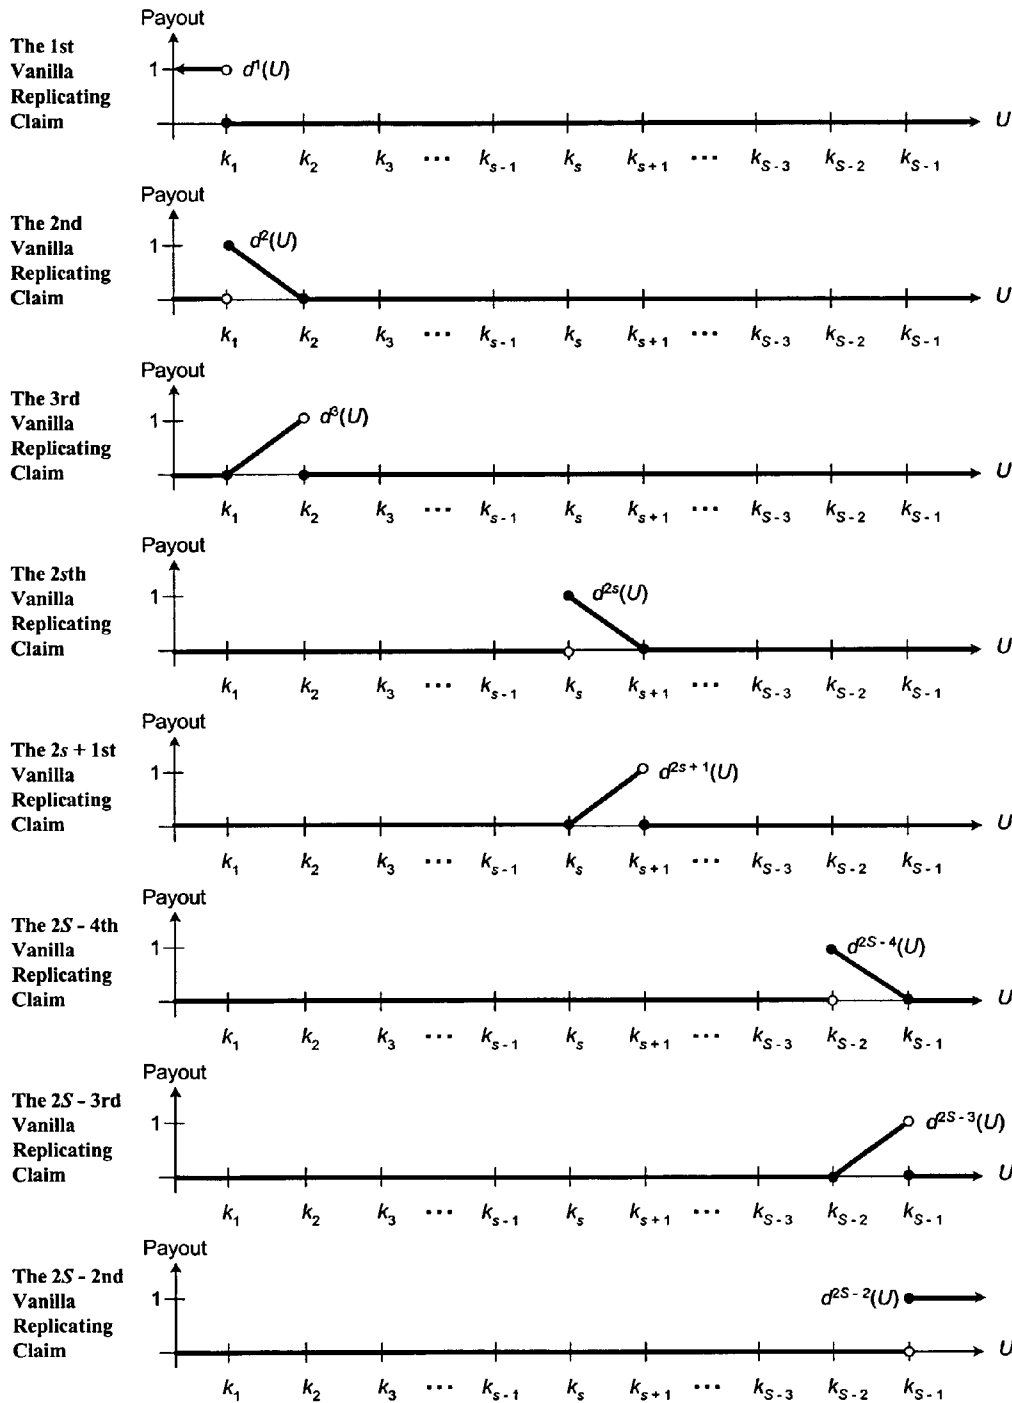 Payout
The 1st
Vanilla
Replicating
Claim
1
d¹(U)
U
k₁ k₂ k₃ ··· kₛ₋₁ kₛ kₛ₊₁ ··· k_S-3 k_S-2 k_S-1
Payout
The 2nd
Vanilla
Replicating
Claim
1
d²(U)
U
k₁ k₂ k₃ ··· kₛ₋₁ kₛ kₛ₊₁ ··· k_S-3 k_S-2 k_S-1
Payout
The 3rd
Vanilla
Replicating
Claim
1
d³(U)
U
k₁ k₂ k₃ ··· kₛ₋₁ kₛ kₛ₊₁ ··· k_S-3 k_S-2 k_S-1
Payout
The 2sth
Vanilla
Replicating
Claim
1
d²ˢ(U)
U
k₁ k₂ k₃ ··· kₛ₋₁ kₛ kₛ₊₁ ··· k_S-3 k_S-2 k_S-1
Payout
The 2s + 1st
Vanilla
Replicating
Claim
1
d²ˢ⁺¹(U)
U
k₁ k₂ k₃ ··· kₛ₋₁ kₛ kₛ₊₁ ··· k_S-3 k_S-2 k_S-1
Payout
The 2S - 4th
Vanilla
Replicating
Claim
1
d^2S-4(U)
U
k₁ k₂ k₃ ··· kₛ₋₁ kₛ kₛ₊₁ ··· k_S-3 k_S-2 k_S-1
Payout
The 2S - 3rd
Vanilla
Replicating
Claim
1
d^2S-3(U)
U
k₁ k₂ k₃ ··· kₛ₋₁ kₛ kₛ₊₁ ··· k_S-3 k_S-2 k_S-1
Payout
The 2S - 2nd
Vanilla
Replicating
Claim
1
d^2S-2(U)
U
k₁ k₂ k₃ ··· kₛ₋₁ kₛ kₛ₊₁ ··· k_S-3 k_S-2 k_S-1